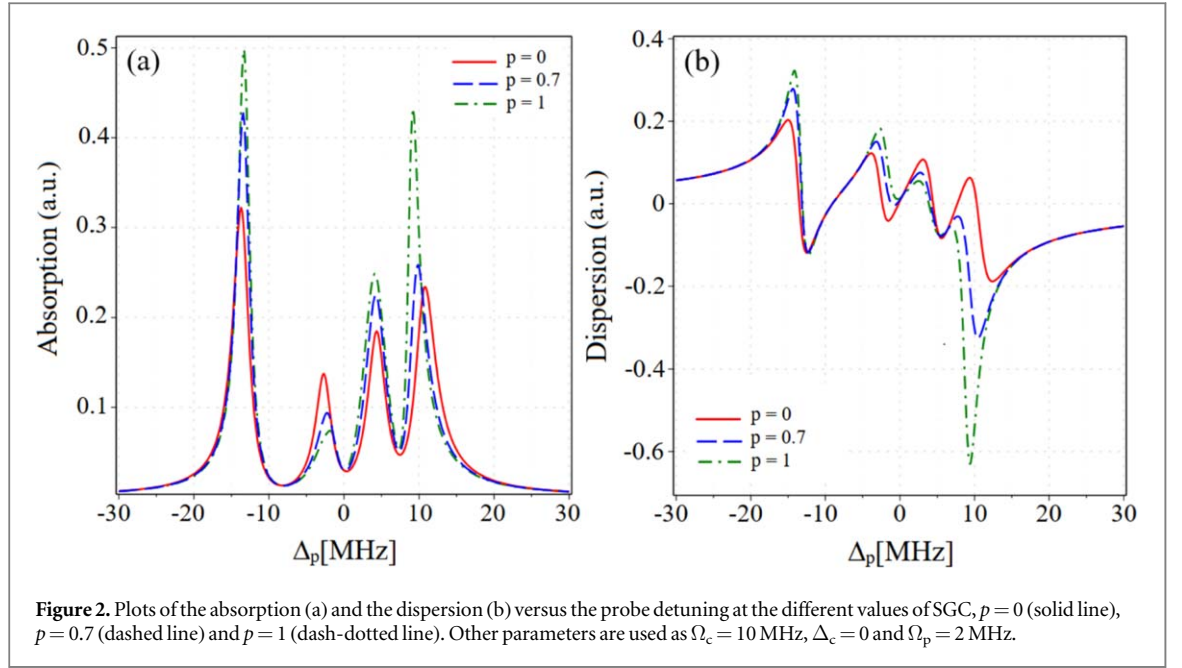 (a)
p = 0
p = 0.7
p = 1
Absorption (a.u.)
0.5
0.4
0.3
0.2
0.1
-30 -20 -10 0 10 20 30
Δp[MHz]
(b)
Dispersion (a.u.)
0.4
0.2
0
-0.2
-0.4
-0.6
p = 0
p = 0.7
p = 1
-30 -20 -10 0 10 20 30
Δp[MHz]
Figure 2. Plots of the absorption (a) and the dispersion (b) versus the probe detuning at the different values of SGC, p = 0 (solid line),
p = 0.7 (dashed line) and p = 1 (dash-dotted line). Other parameters are used as Ωc = 10 MHz, Δc = 0 and Ωp = 2 MHz.